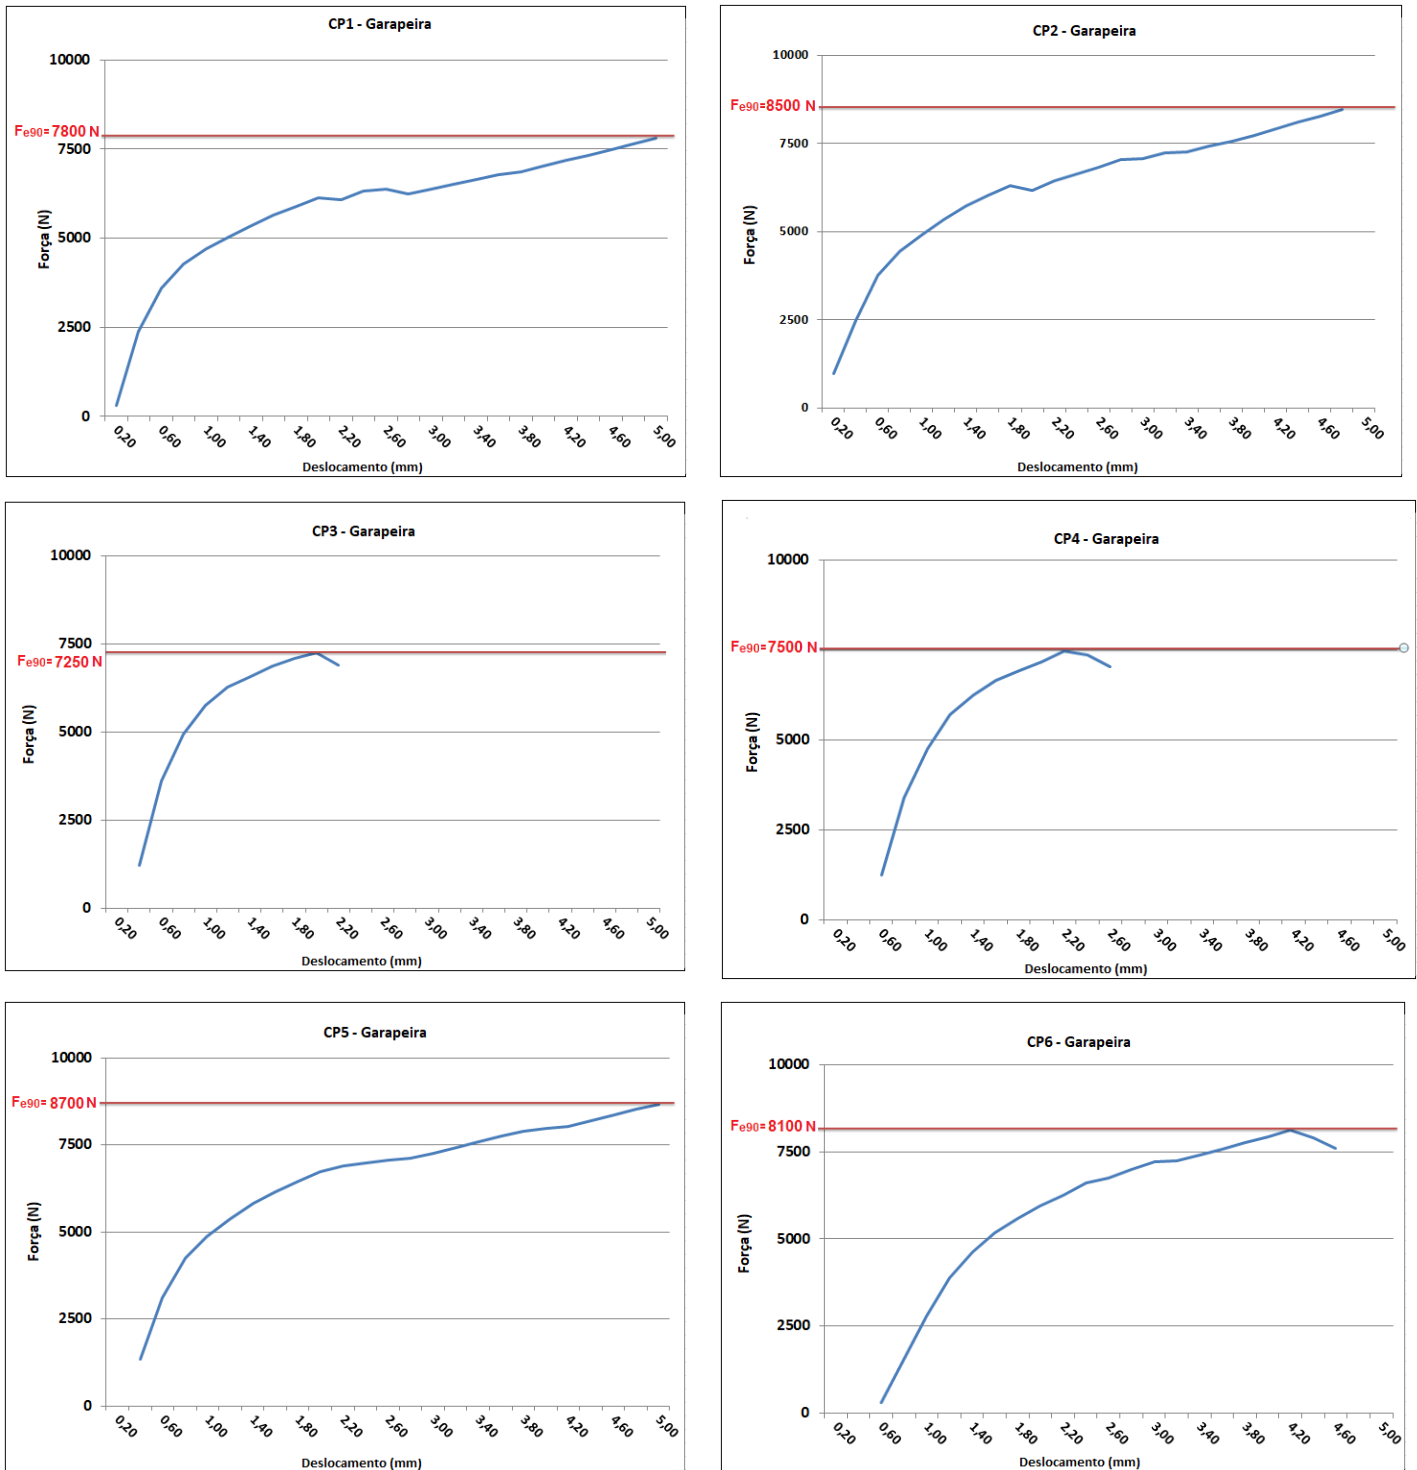 CP1 - Garapeira
10000
Fe90= 7800 N
7500
5000
2500
0
Força (N)
0,20 0,60 1,00 1,40 1,80 2,20 2,60 3,00 3,40 3,80 4,20 4,60 5,00
Deslocamento (mm)
CP2 - Garapeira
10000
Fe90=8500 N
7500
5000
2500
0
Força (N)
0,20 0,60 1,00 1,40 1,80 2,20 2,60 3,00 3,40 3,80 4,20 4,60 5,00
Deslocamento (mm)
CP3 - Garapeira
10000
7500
Fe90= 7250 N
5000
2500
0
Força (N)
0,20 0,60 1,00 1,40 1,80 2,20 2,60 3,00 3,40 3,80 4,20 4,60 5,00
Deslocamento (mm)
CP4 - Garapeira
10000
Fe90=7500 N
5000
2500
0
Força (N)
0,20 0,60 1,00 1,40 1,80 2,20 2,60 3,00 3,40 3,80 4,20 4,60 5,00
Deslocamento (mm)
CP5 - Garapeira
10000
Fe90= 8700 N
7500
5000
2500
0
Força (N)
0,20 0,60 1,00 1,40 1,80 2,20 2,60 3,00 3,40 3,80 4,20 4,60 5,00
Deslocamento (mm)
CP6 - Garapeira
10000
Fe90=8100 N
7500
5000
2500
0
Força (N)
0,20 0,60 1,00 1,40 1,80 2,20 2,60 3,00 3,40 3,80 4,20 4,60 5,00
Deslocamento (mm)